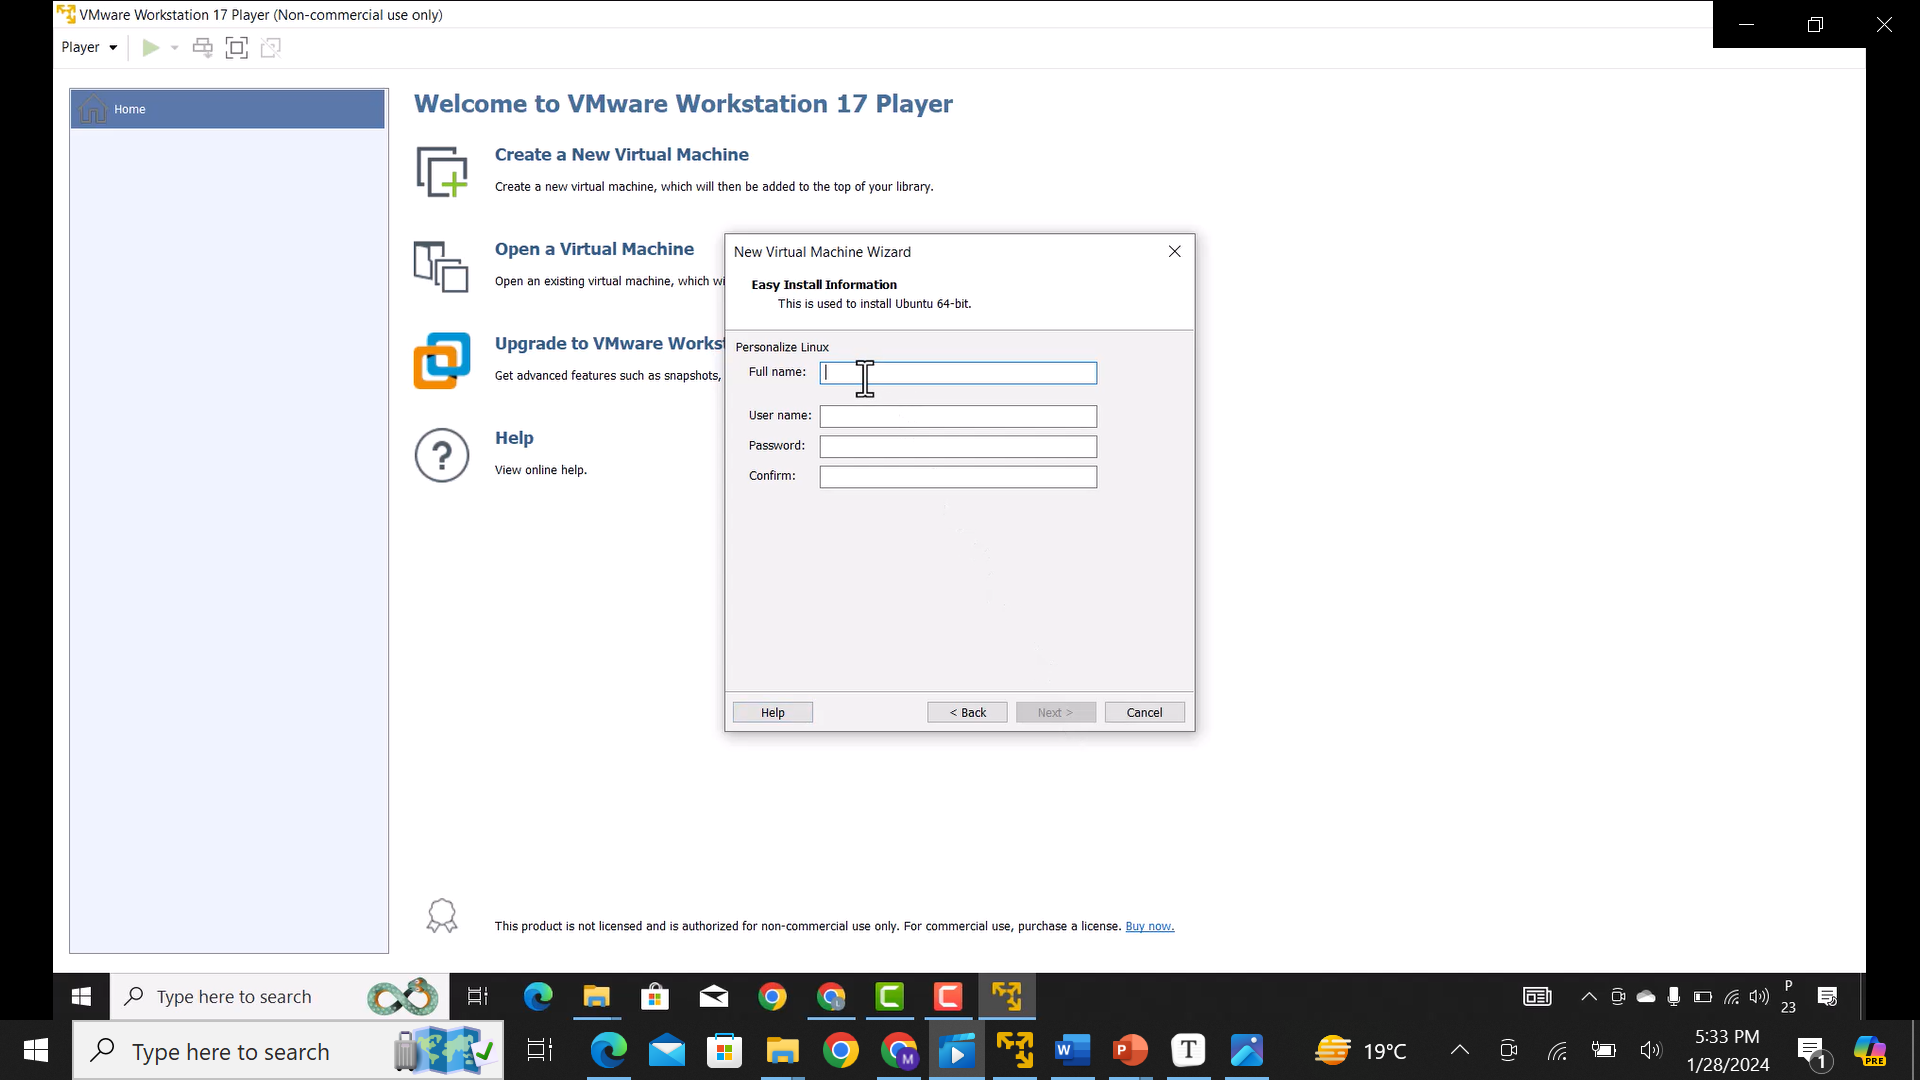 VMware Workstation 17 Player (Non-commercial use only)
Player
Home
Welcome to VMware Workstation 17 Player
Create a New Virtual Machine
Create a new virtual machine, which will then be added to the top of your library.
Open a Virtual Machine
Open an existing virtual machine, which wi
Upgrade to VMware Works
Get advanced features such as snapshots,
Help
View online help.
New Virtual Machine Wizard
Easy Install Information
This is used to install Ubuntu 64-bit.
Personalize Linux
Full name:
User name:
Password:
Confirm:
Help
< Back
Next >
Cancel
This product is not licensed and is authorized for non-commercial use only. For commercial use, purchase a license. Buy now.
Type here to search
P
23
Type here to search
M
W
P
T
19°C
5:33 PM
1/28/2024
1
PRE